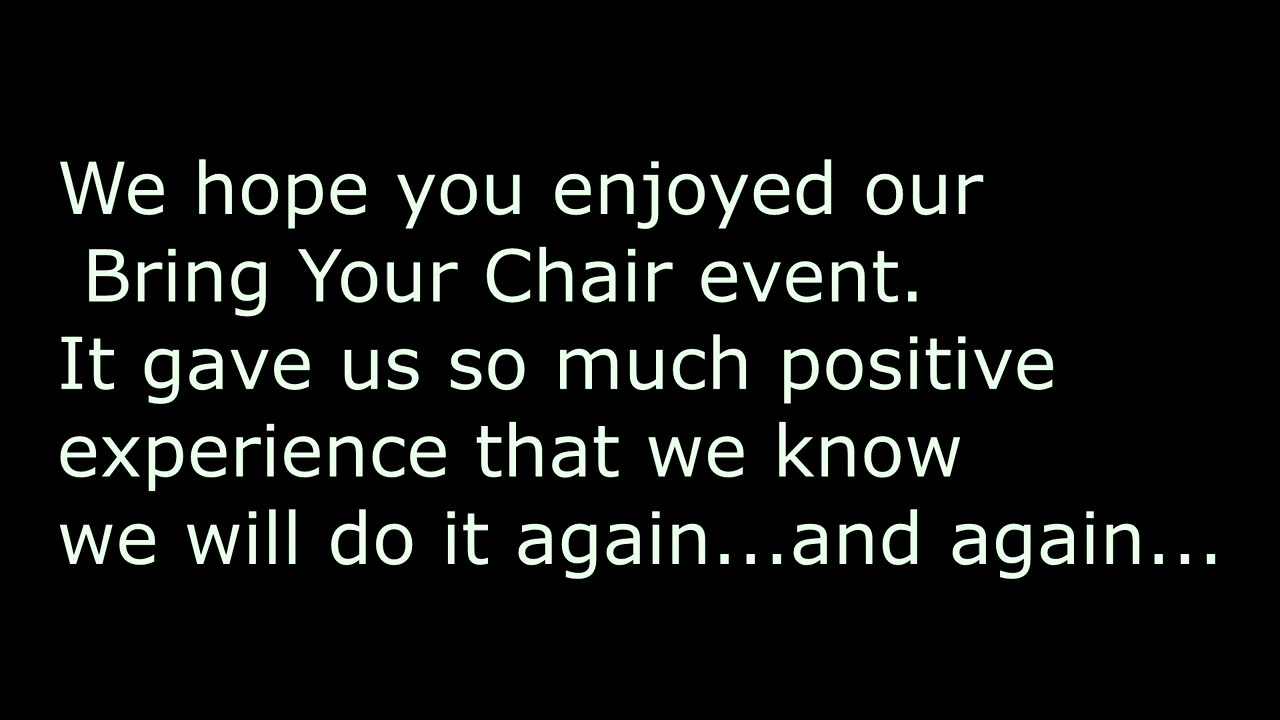 We hope you enjoyed our
Bring Your Chair event.
It gave us so much positive
experience that we know
we will do it again...and again...